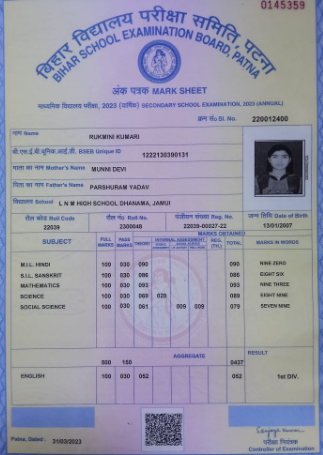 0145359
बिहार विद्यालय परीक्षा समिति, पटना
BIHAR SCHOOL EXAMINATION BOARD, PATNA
अंक पत्रक MARK SHEET
माध्यमिक विद्यालय परीक्षा, 2023 (वार्षिक) SECONDARY SCHOOL EXAMINATION, 2023 (ANNUAL)
क्रम सं० Sl. No. 220012400
नाम Name RUKMINI KUMARI
बी.एस.ई.बी.यूनिक.आई.डी. BSEB Unique ID 1222130390131
माता का नाम Mother's Name MUNNI DEVI
पिता का नाम Father's Name PARSHURAM YADAV
विद्यालय School L N M HIGH SCHOOL DHANAMA, JAMUI
रौल कोड Roll Code रौल नं० Roll No. पंजीयन संख्या Reg. No. जन्म तिथि Date of Birth
22039 2300048 22039-00027-22 13/01/2007
MARKS OBTAINED
SUBJECT FULL MARKS PASS MARKS THEORY INTERNAL ASSESSMENT REG. TOTAL MARKS IN WORDS
M.I.L. HINDI 100 030 090 090 NINE ZERO
S.I.L. SANSKRIT 100 030 086 086 EIGHT SIX
MATHEMATICS 100 030 093 093 NINE THREE
SCIENCE 100 030 069 020 089 EIGHT NINE
SOCIAL SCIENCE 100 030 061 009 009 079 SEVEN NINE
500 150 AGGREGATE 0437 RESULT
ENGLISH 100 030 052 052 1st DIV.
Patna, Dated : 31/03/2023
परीक्षा नियंत्रक
Controller of Examination